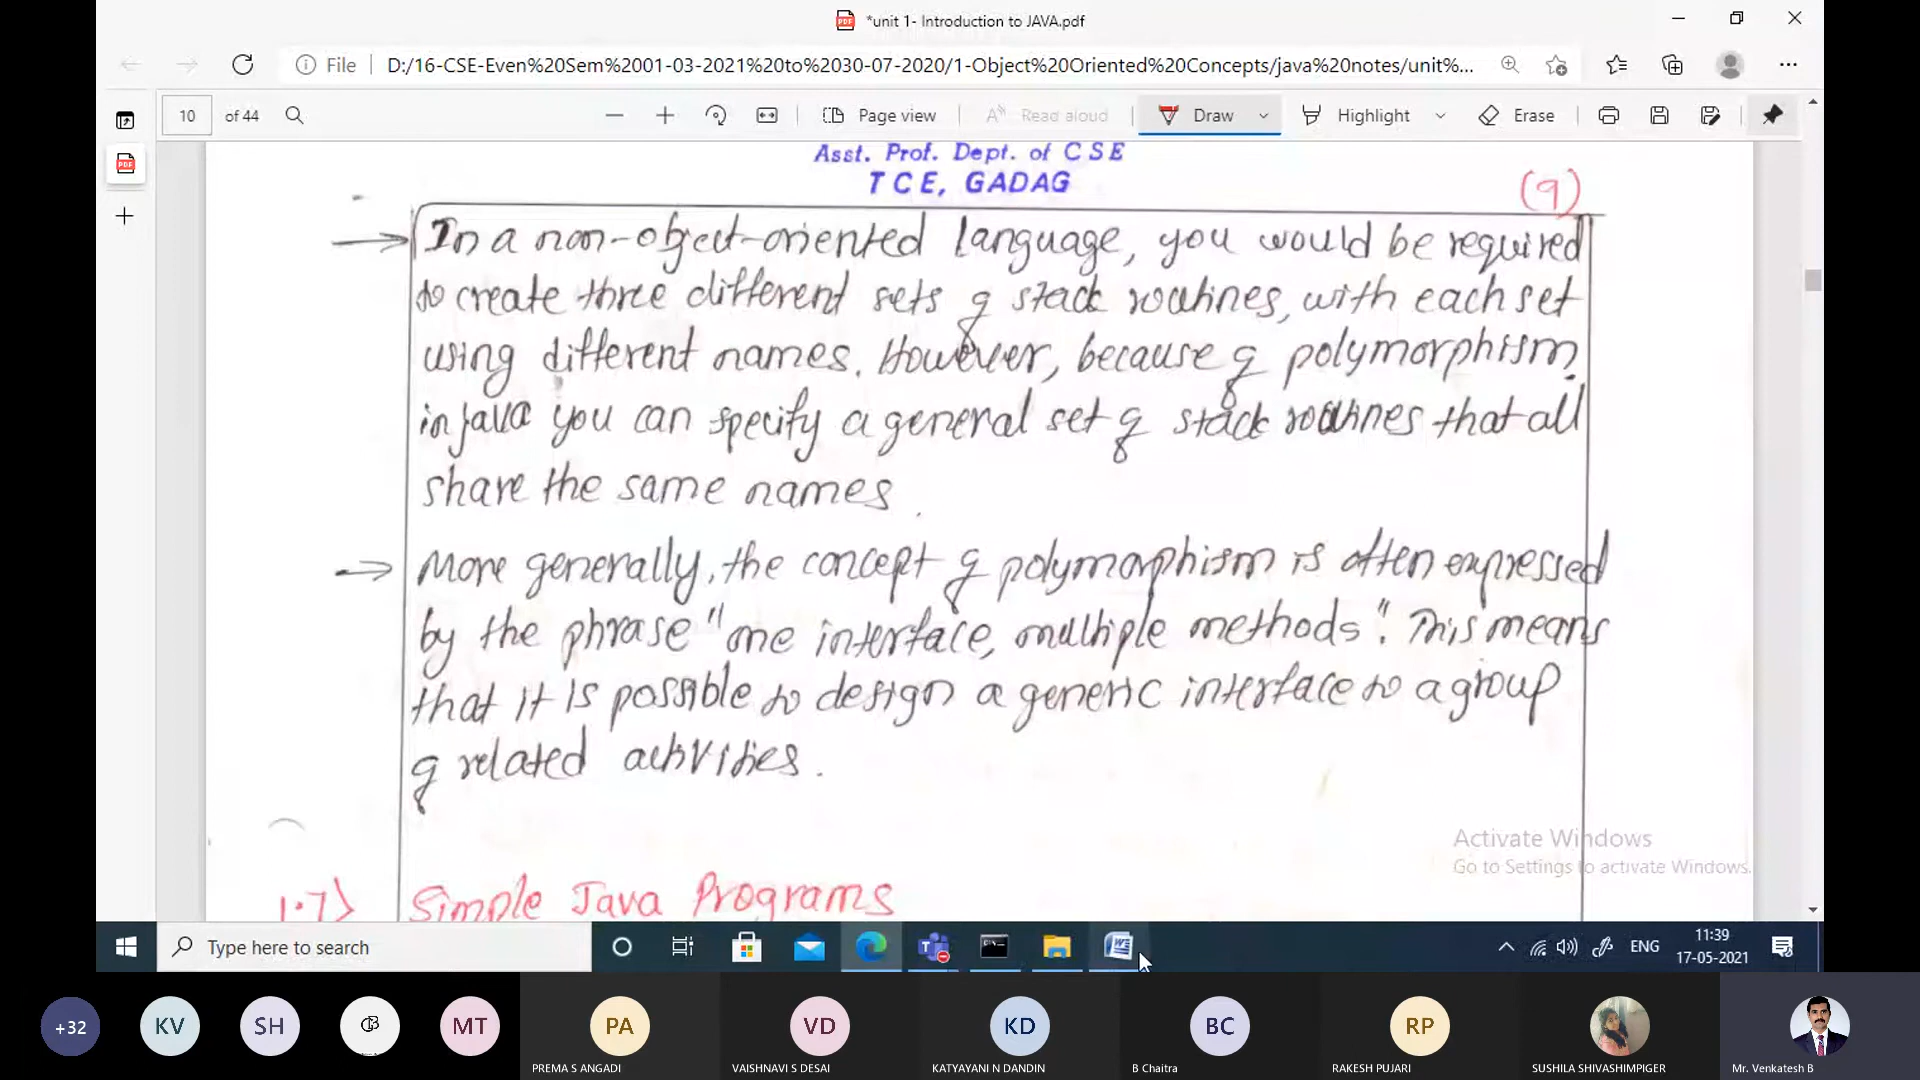 *unit 1- Introduction to JAVA.pdf
File
D:/16-CSE-Even%20Sem%2001-03-2021%20to%2030-07-2020/1-Object%20Oriented%20Concepts/java%20notes/unit%...
10 of 44
Page view
Read aloud
Draw
Highlight
Erase
Asst. Prof. Dept. of CSE
TCE, GADAG
(9)
→ In a non-object-oriented language, you would be required
to create three different sets of stack routines, with each set
using different names. However, because of polymorphism
in java you can specify a general set of stack routines that all
share the same names.
→ More generally, the concept of polymorphism is often expressed
by the phrase "one interface, multiple methods". This means
that it is possible to design a generic interface to a group
of related activities.
Activate Windows
Go to Settings to activate Windows.
1.7) Simple Java Programs
Type here to search
ENG
11:39
17-05-2021
+32
KV
SH
MT
PA
VD
KD
BC
RP
PREMA S ANGADI
VAISHNAVI S DESAI
KATYAYANI N DANDIN
B Chaitra
RAKESH PUJARI
SUSHILA SHIVASHIMPIGER
Mr. Venkatesh B